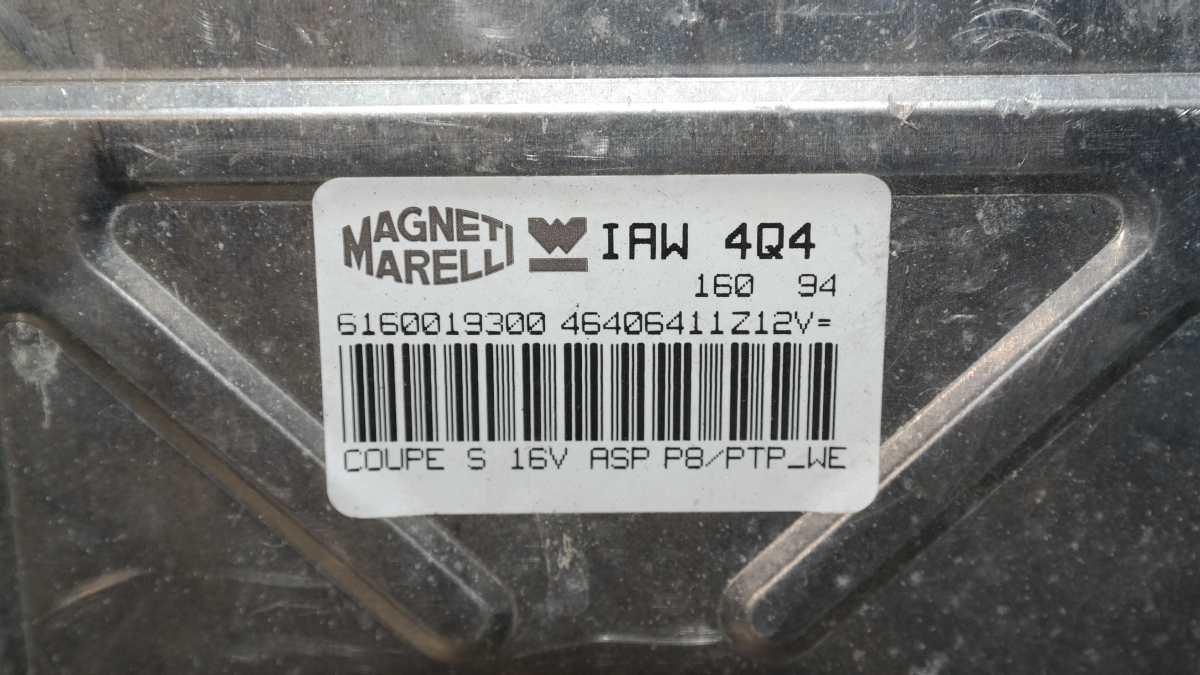 MAGNETI MARELLI W IAW 4Q4
160 94
6160019300 46406411Z12V=
COUPE S 16V ASP P8/PTP_WE